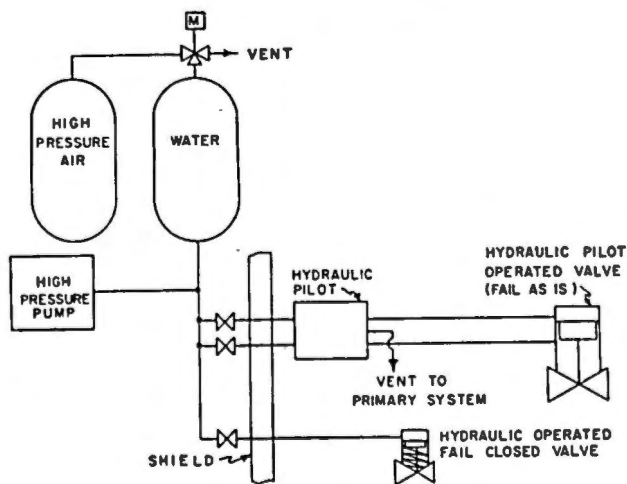 M
VENT
HIGH
PRESSURE
AIR
WATER
HIGH
PRESSURE
PUMP
HYDRAULIC
PILOT
HYDRAULIC PILOT
OPERATED VALVE
(FAIL AS IS)
VENT TO
PRIMARY SYSTEM
SHIELD
HYDRAULIC OPERATED
FAIL CLOSED VALVE